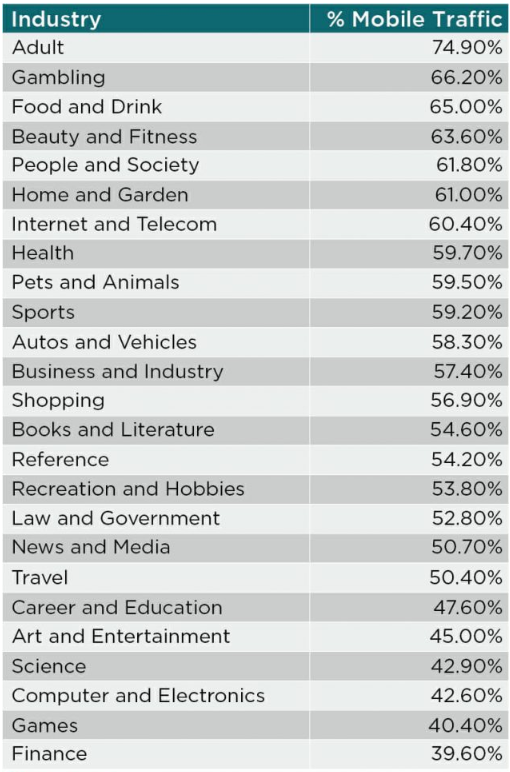 Industry % Mobile Traffic
Adult 74.90%
Gambling 66.20%
Food and Drink 65.00%
Beauty and Fitness 63.60%
People and Society 61.80%
Home and Garden 61.00%
Internet and Telecom 60.40%
Health 59.70%
Pets and Animals 59.50%
Sports 59.20%
Autos and Vehicles 58.30%
Business and Industry 57.40%
Shopping 56.90%
Books and Literature 54.60%
Reference 54.20%
Recreation and Hobbies 53.80%
Law and Government 52.80%
News and Media 50.70%
Travel 50.40%
Career and Education 47.60%
Art and Entertainment 45.00%
Science 42.90%
Computer and Electronics 42.60%
Games 40.40%
Finance 39.60%